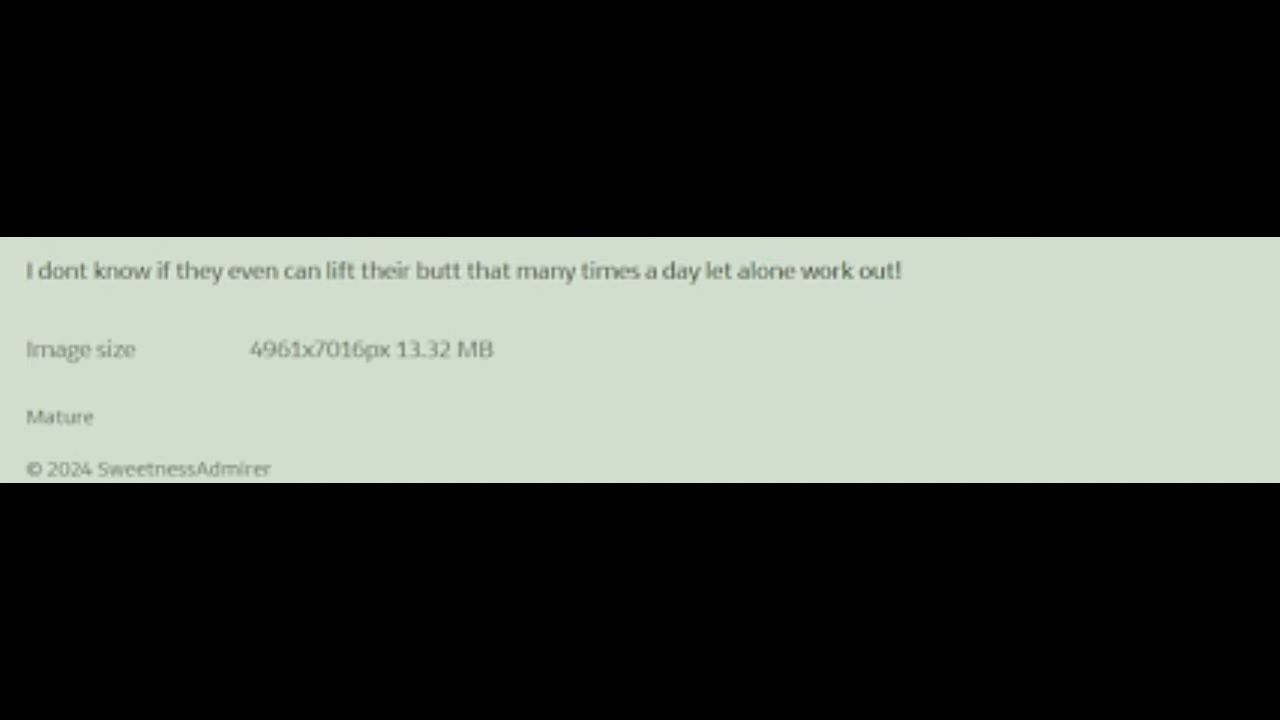 I dont know if they even can lift their butt that many times a day let alone work out!
Image size 4961x7016px 13.32 MB
Mature
© 2024 SweetnessAdmirer